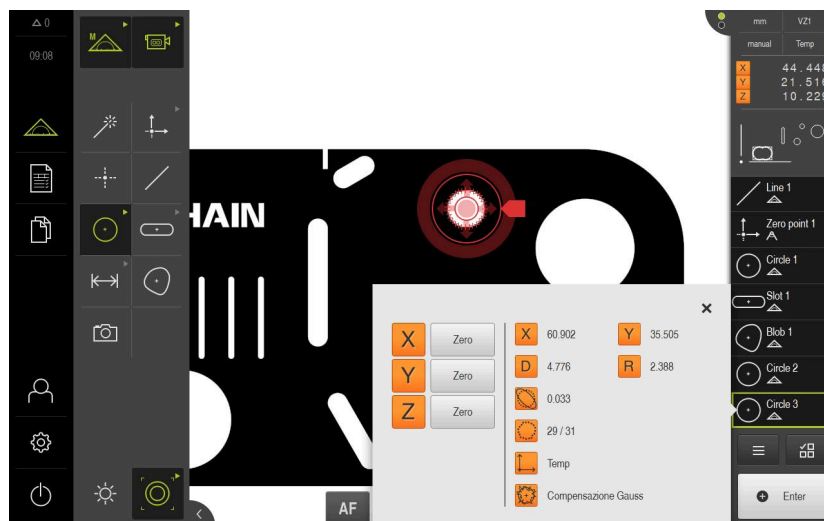 0
09:08
M
HAIN
AF
X Zero
Y Zero
Z Zero
X 60.902 Y 35.505
D 4.776 R 2.388
0.033
29 / 31
Temp
Compensazione Gauss
mm VZ1
manual Temp
X 44.448
Y 21.516
Z 10.229
Line 1
Zero point 1
Circle 1
Slot 1
Blob 1
Circle 2
Circle 3
Enter